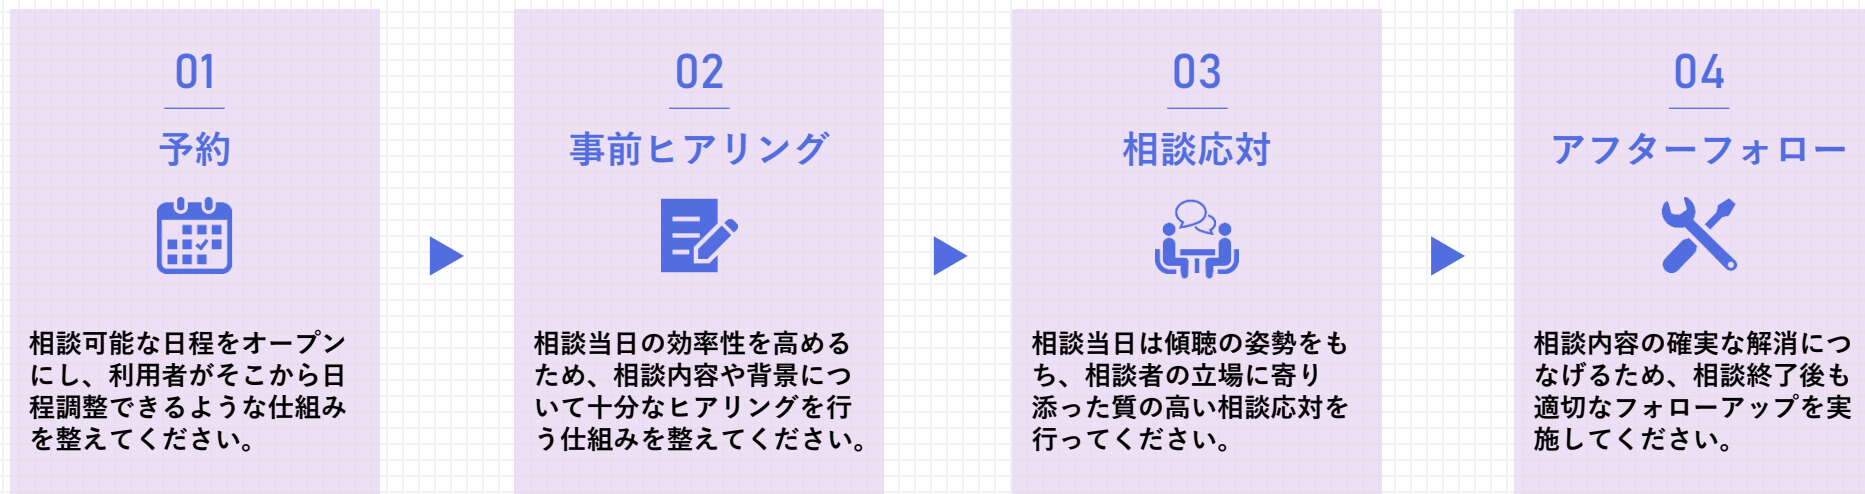 01
予約
相談可能な日程をオープン
にし、利用者がそこから日
程調整できるような仕組み
を整えてください。
02
事前ヒアリング
相談当日の効率性を高める
ため、相談内容や背景につ
いて十分なヒアリングを行
う仕組みを整えてください。
03
相談応対
相談当日は傾聴の姿勢をも
ち、相談者の立場に寄り
添った質の高い相談応対を
行ってください。
04
アフターフォロー
相談内容の確実な解消につ
なげるため、相談終了後も
適切なフォローアップを実
施してください。